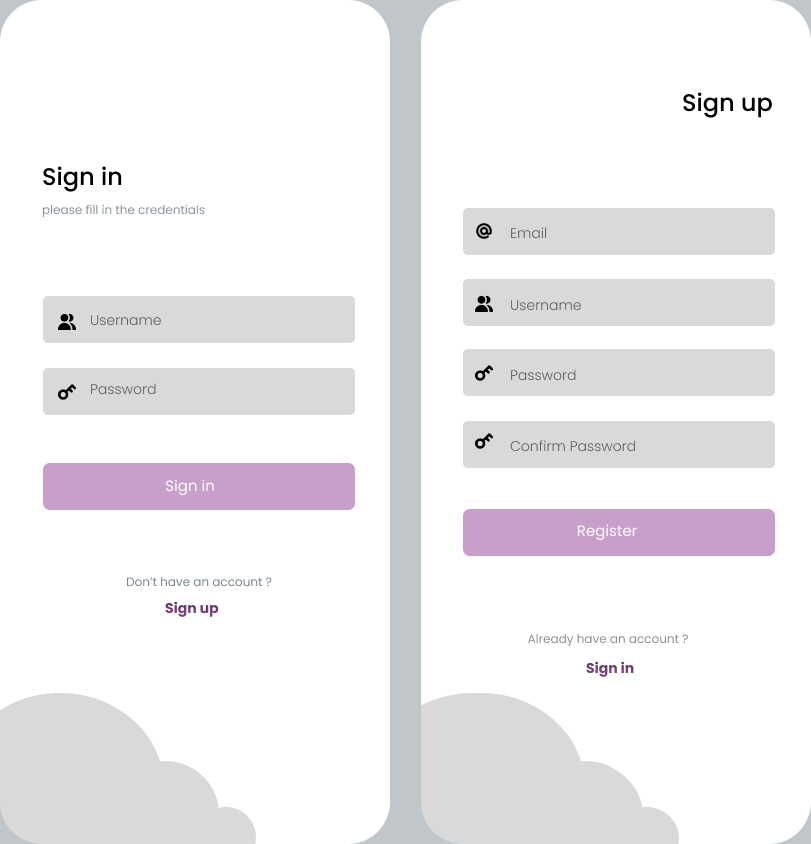 Sign in
please fill in the credentials
Username
Password
Sign in
Don’t have an account ?
Sign up
Sign up
Email
Username
Password
Confirm Password
Register
Already have an account ?
Sign in